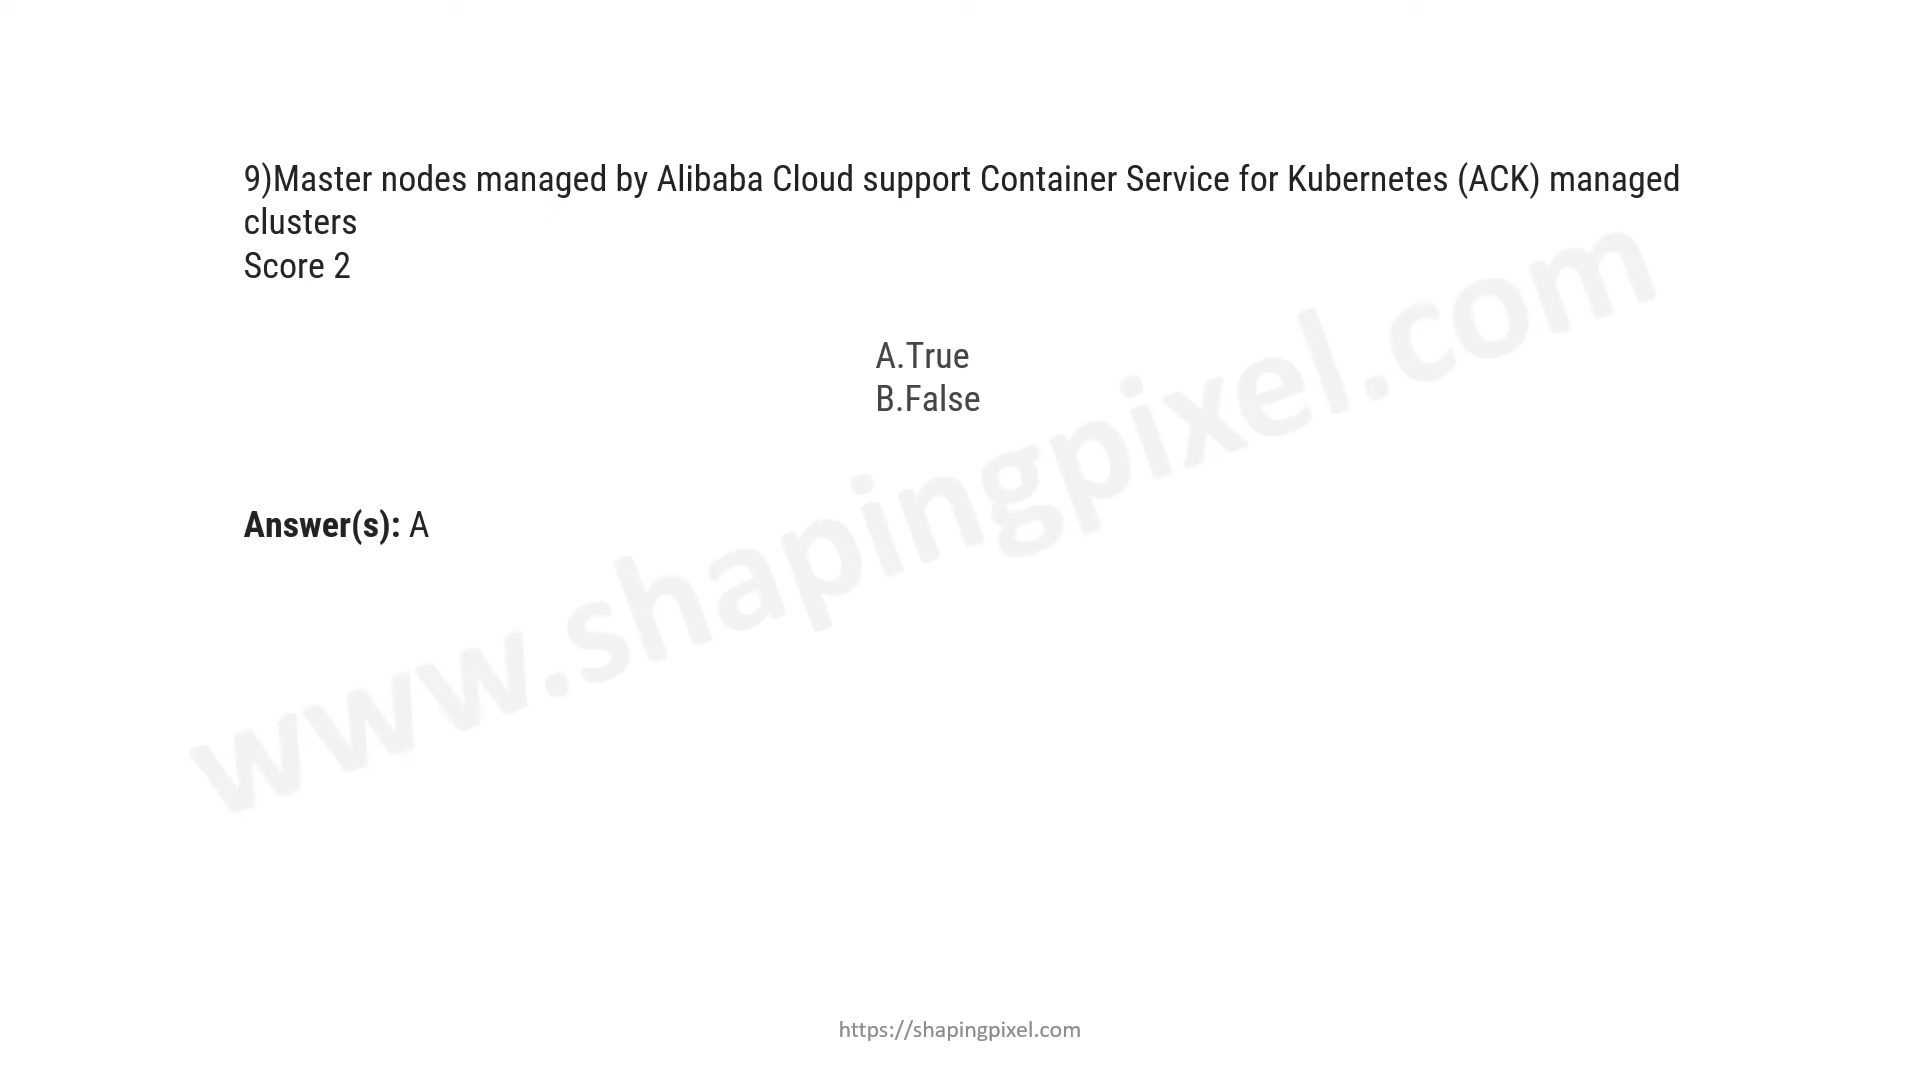 9)Master nodes managed by Alibaba Cloud support Container Service for Kubernetes (ACK) managed
clusters
Score 2
A.True
B.False
Answer(s): A
www.shapingpixel.com
https://shapingpixel.com